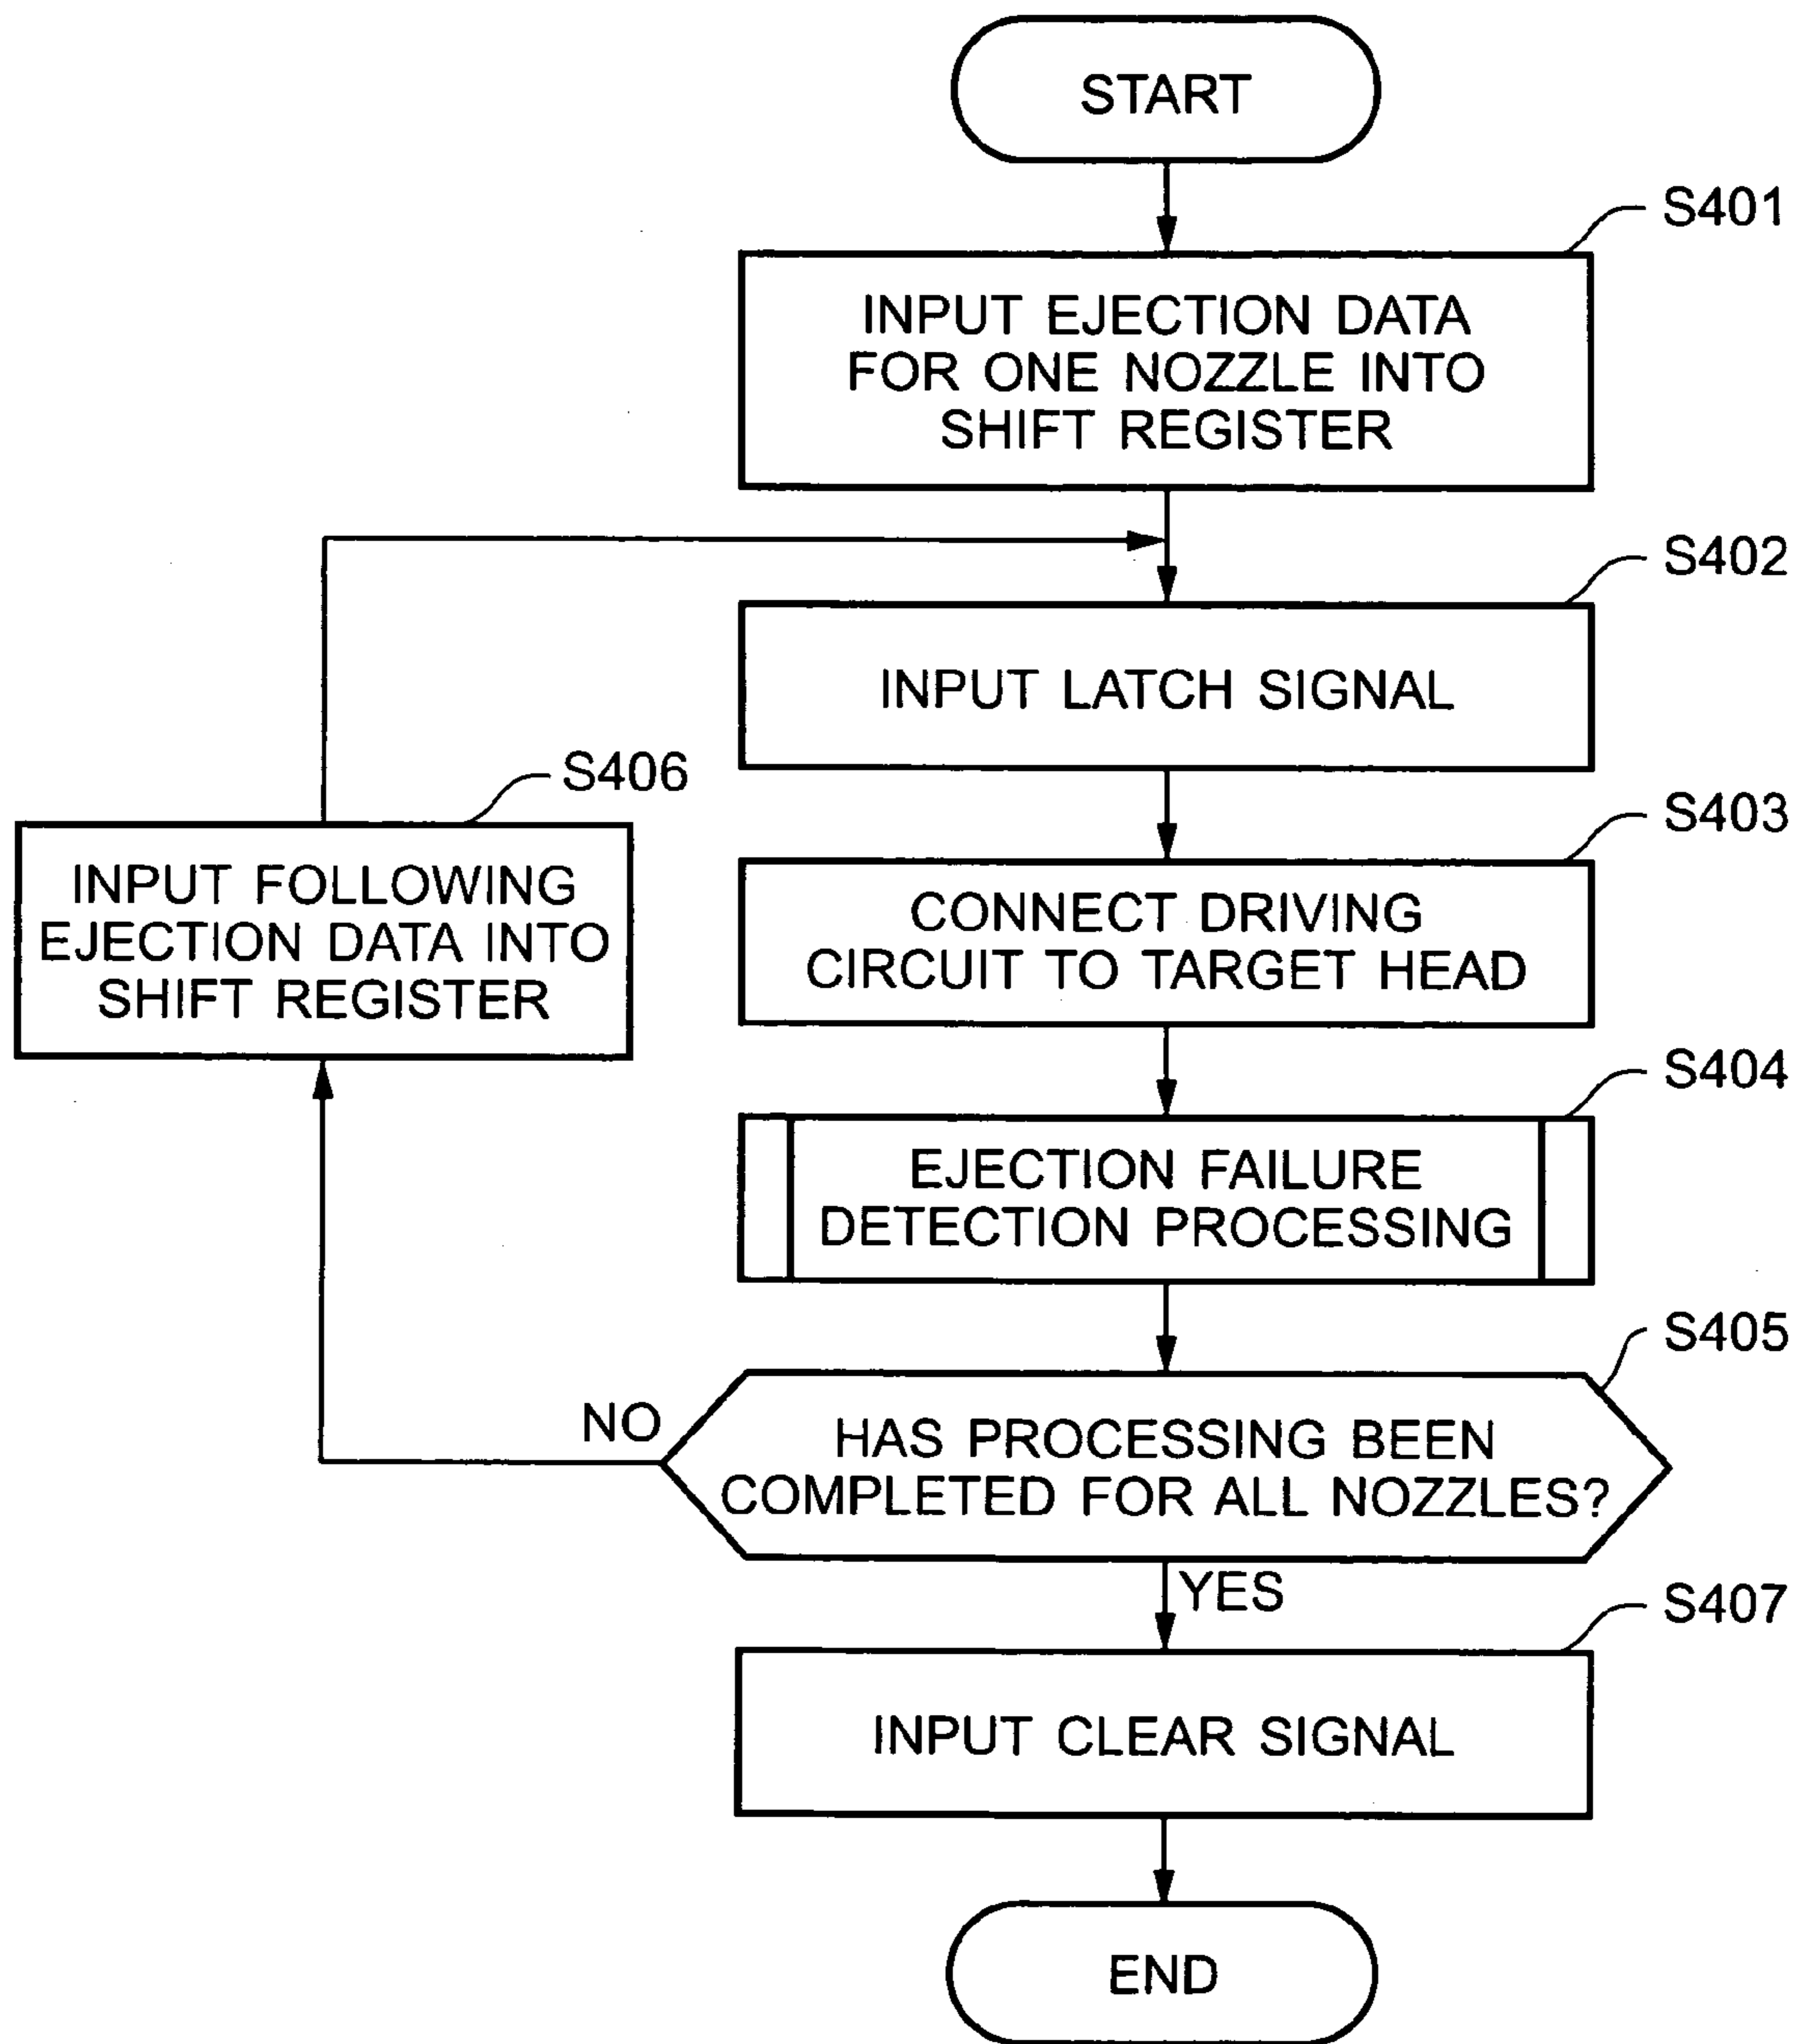 START
S401
INPUT EJECTION DATA
FOR ONE NOZZLE INTO
SHIFT REGISTER
S402
INPUT LATCH SIGNAL
S406
INPUT FOLLOWING
EJECTION DATA INTO
SHIFT REGISTER
S403
CONNECT DRIVING
CIRCUIT TO TARGET HEAD
S404
EJECTION FAILURE
DETECTION PROCESSING
S405
NO
HAS PROCESSING BEEN
COMPLETED FOR ALL NOZZLES?
YES
S407
INPUT CLEAR SIGNAL
END